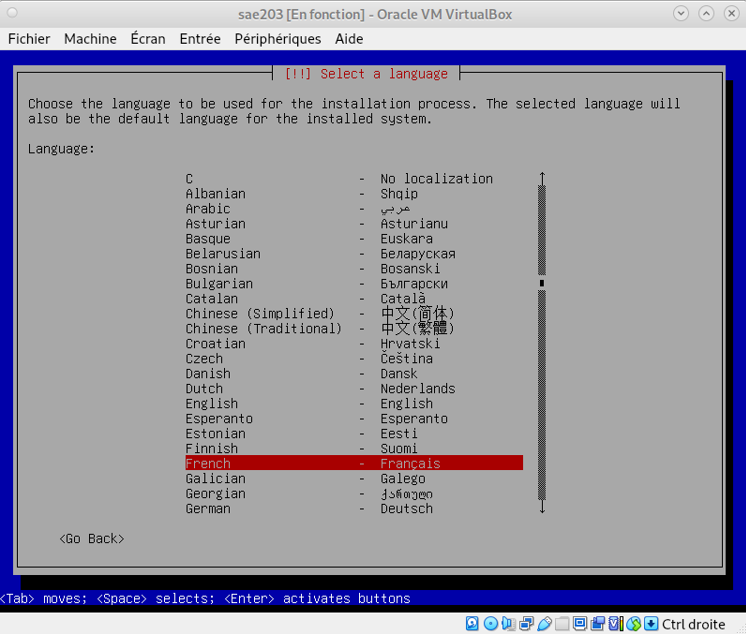 sae203 [En fonction] - Oracle VM VirtualBox
Fichier Machine Écran Entrée Périphériques Aide
[!!] Select a language
Choose the language to be used for the installation process. The selected language will
also be the default language for the installed system.
Language:
C - No localization
Albanian - Shqip
Arabic - عربي
Asturian - Asturianu
Basque - Euskara
Belarusian - Беларуская
Bosnian - Bosanski
Bulgarian - Български
Catalan - Català
Chinese (Simplified) - 中文(简体)
Chinese (Traditional) - 中文(繁體)
Croatian - Hrvatski
Czech - Čeština
Danish - Dansk
Dutch - Nederlands
English - English
Esperanto - Esperanto
Estonian - Eesti
Finnish - Suomi
French - Français
Galician - Galego
Georgian - ქართული
German - Deutsch
<Go Back>
<Tab> moves; <Space> selects; <Enter> activates buttons
Ctrl droite